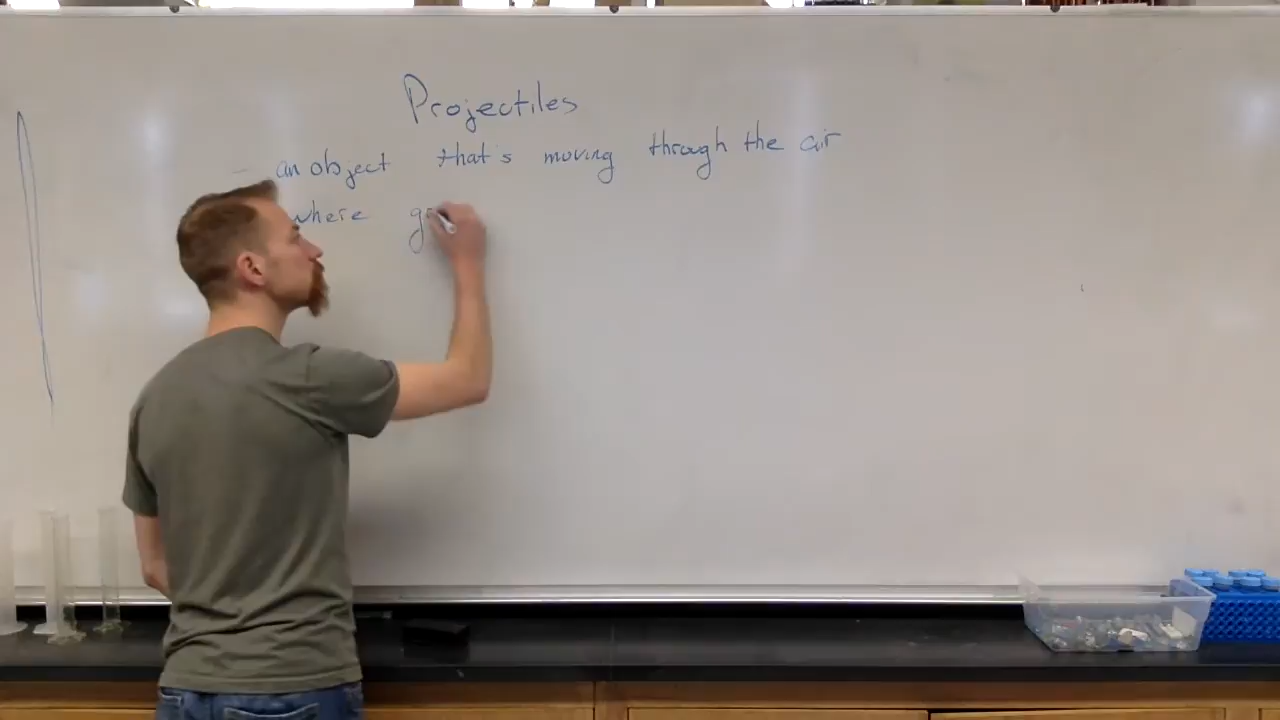 Projectiles
- an object that's moving through the air
where